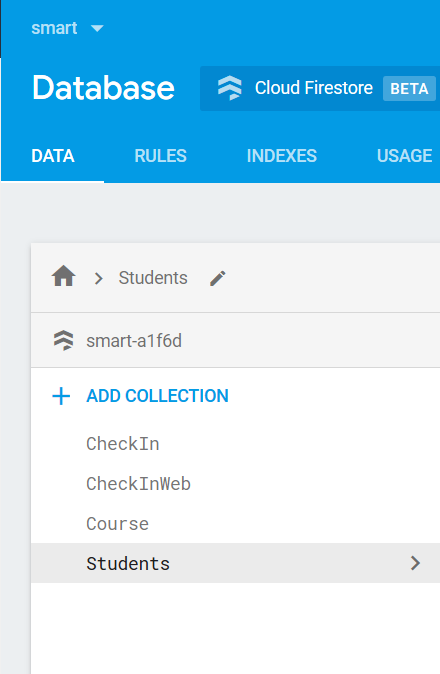 smart
Database Cloud Firestore BETA
DATA RULES INDEXES USAGE
Students
smart-a1f6d
ADD COLLECTION
CheckIn
CheckInWeb
Course
Students